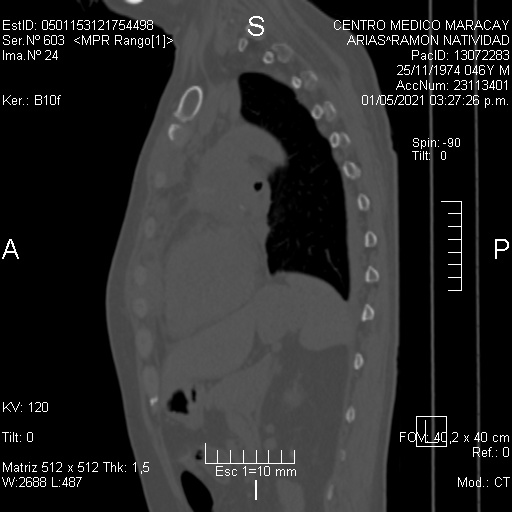 EstID: 0501153121754498
Ser.Nº 603 <MPR Rango[1]>
Ima.Nº 24
Ker.: B10f
S
CENTRO MEDICO MARACAY
ARIAS^RAMON NATIVIDAD
PacID: 13072283
25/11/1974 046Y M
AccNum: 23113401
01/05/2021 03:27:26 p.m.
Spin: -90
Tilt: 0
A
P
KV: 120
Tilt: 0
Matriz 512 x 512 Thk: 1,5
W:2688 L:487
Esc 1=10 mm
I
FOV: 40,2 x 40 cm
Ref.: 0
Mod.: CT